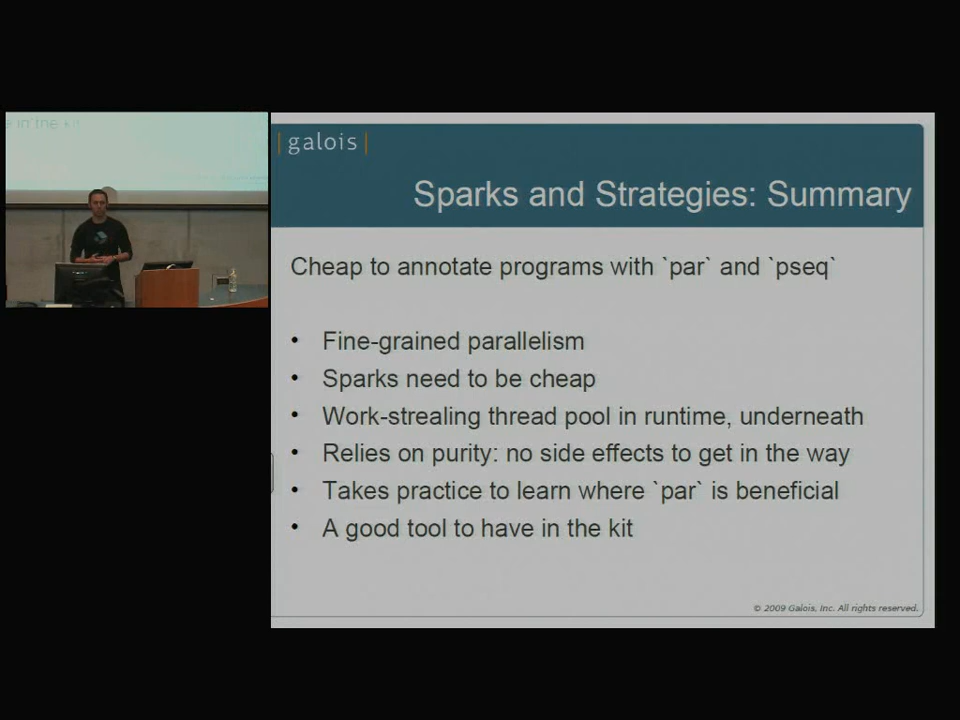 e in the kit
| galois |
Sparks and Strategies: Summary
Cheap to annotate programs with `par` and `pseq`
• Fine-grained parallelism
• Sparks need to be cheap
• Work-strealing thread pool in runtime, underneath
• Relies on purity: no side effects to get in the way
• Takes practice to learn where `par` is beneficial
• A good tool to have in the kit
© 2009 Galois, Inc. All rights reserved.